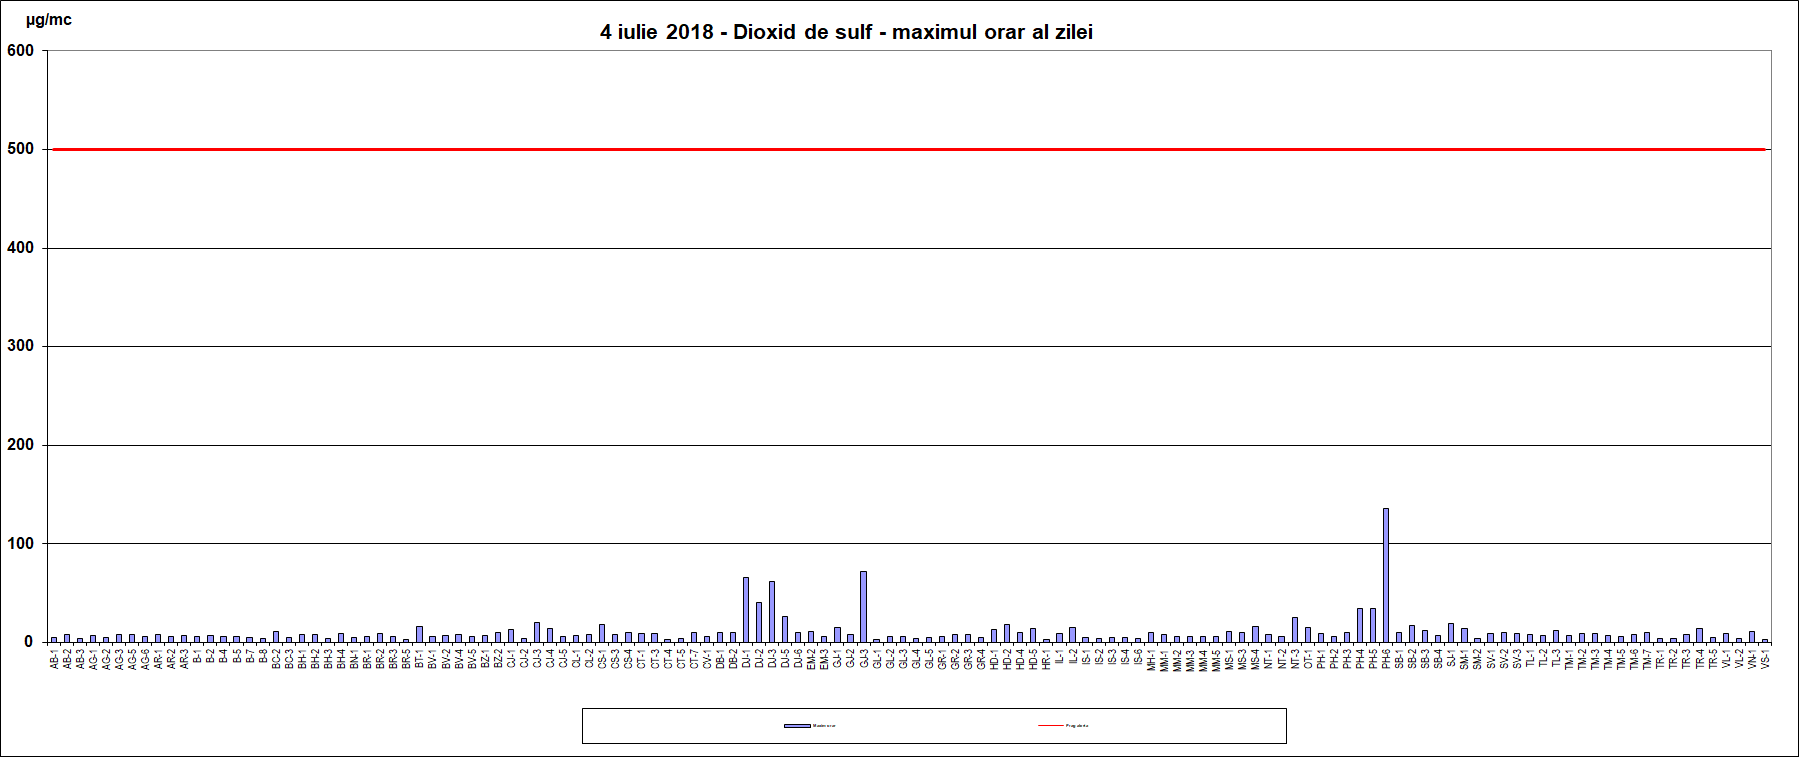 µg/mc
4 iulie 2018 - Dioxid de sulf - maximul orar al zilei
600
500
400
300
200
100
0
AB-1 AB-2 AB-3 AG-1 AG-2 AG-3 AG-5 AG-6 AR-1 AR-2 AR-3 B-1 B-2 B-4 B-5 B-7 B-8 BC-2 BC-3 BH-1 BH-2 BH-3 BH-4 BN-1 BR-1 BR-2 BR-3 BR-5 BT-1 BV-1 BV-2 BV-4 BV-5 BZ-1 BZ-2 CJ-1 CJ-2 CJ-3 CJ-4 CJ-5 CL-1 CL-2 CS-1 CS-3 CS-4 CT-1 CT-3 CT-4 CT-5 CT-7 CV-1 DB-1 DB-2 DJ-1 DJ-2 DJ-3 DJ-5 DJ-6 EM-2 EM-3 GJ-1 GJ-2 GJ-3 GL-1 GL-2 GL-3 GL-4 GL-5 GR-1 GR-2 GR-3 GR-4 HD-1 HD-2 HD-4 HD-5 HR-1 IL-1 IL-2 IS-1 IS-2 IS-3 IS-4 IS-6 MH-1 MM-1 MM-2 MM-3 MM-4 MM-5 MS-1 MS-3 MS-4 NT-1 NT-2 NT-3 OT-1 PH-1 PH-2 PH-3 PH-4 PH-5 PH-6 SB-1 SB-2 SB-3 SB-4 SJ-1 SM-1 SM-2 SV-1 SV-2 SV-3 TL-1 TL-2 TL-3 TM-1 TM-2 TM-3 TM-4 TM-5 TM-6 TM-7 TR-1 TR-2 TR-3 TR-4 TR-5 VL-1 VL-2 VN-1 VS-1
Maxim orar
Prag alerta